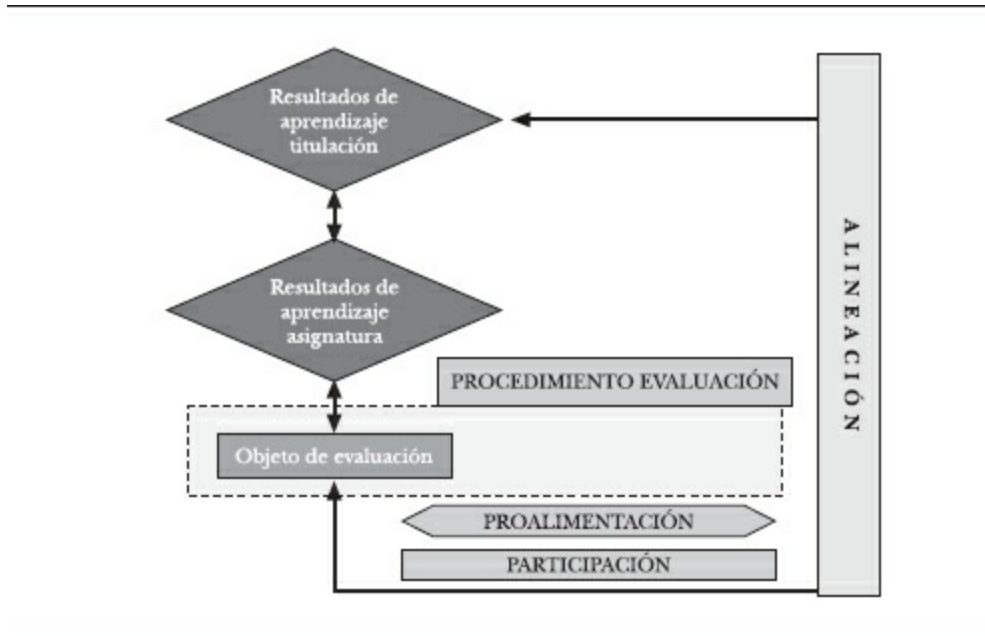 Resultados de
aprendizaje
titulación
Resultados de
aprendizaje
asignatura
PROCEDIMIENTO EVALUACIÓN
Objeto de evaluación
PROALIMENTACIÓN
PARTICIPACIÓN
ALINEACIÓN